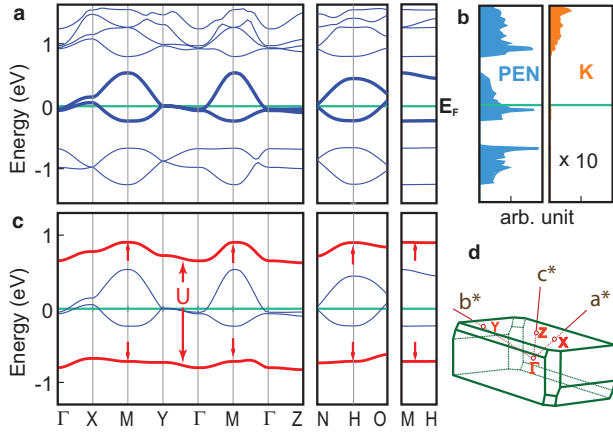 a
Energy (eV)
1
0
-1
E_F
b
PEN
K
x 10
arb. unit
c
Energy (eV)
1
0
-1
U
Γ X M Y Γ M Γ Z
N H O
M H
d
b*
c*
a*
Y
Z
X
Γ